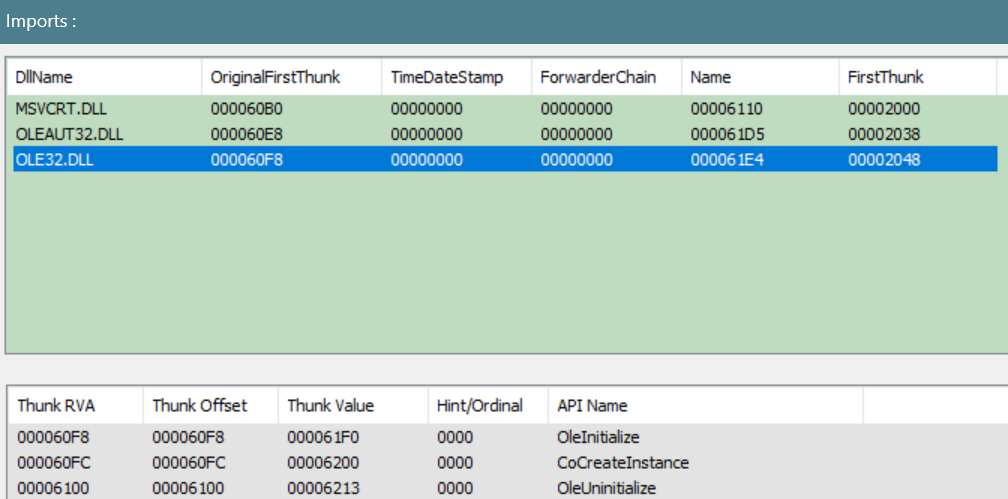 Imports :
DllName OriginalFirstThunk TimeDateStamp ForwarderChain Name FirstThunk
MSVCRT.DLL 000060B0 00000000 00000000 00006110 00002000
OLEAUT32.DLL 000060E8 00000000 00000000 000061D5 00002038
OLE32.DLL 000060F8 00000000 00000000 000061E4 00002048
Thunk RVA Thunk Offset Thunk Value Hint/Ordinal API Name
000060F8 000060F8 000061F0 0000 OleInitialize
000060FC 000060FC 00006200 0000 CoCreateInstance
00006100 00006100 00006213 0000 OleUninitialize